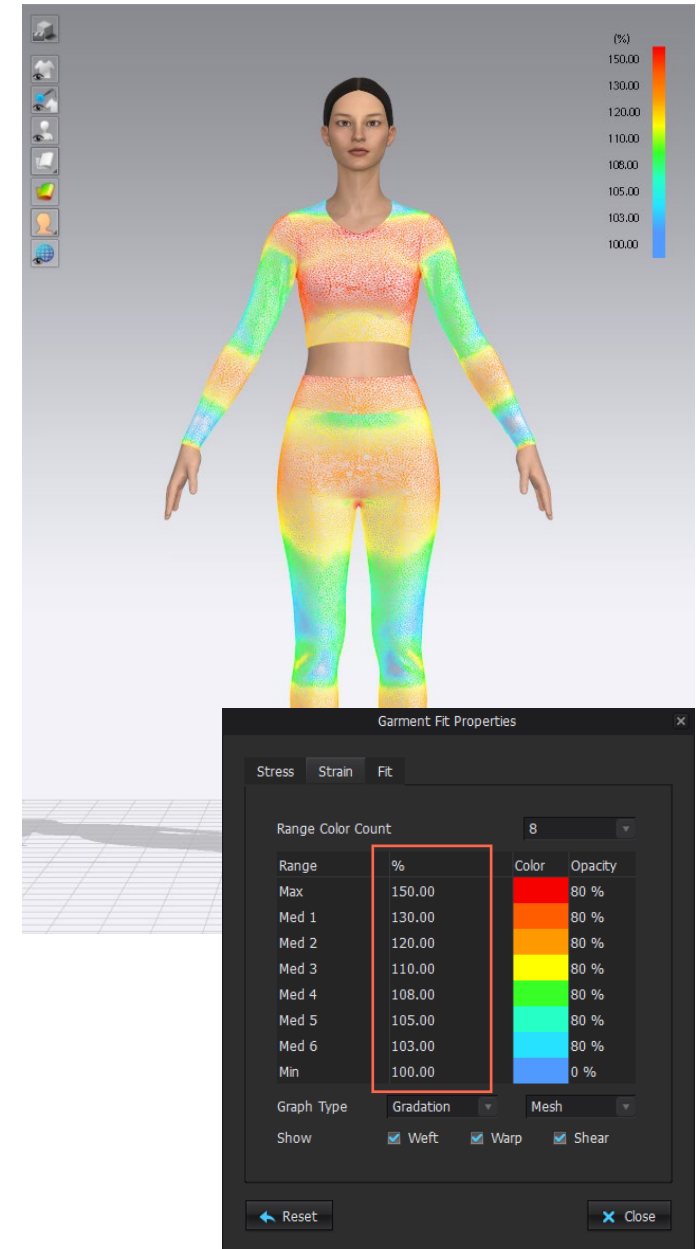 (%)
150.00
130.00
120.00
110.00
108.00
105.00
103.00
100.00
Garment Fit Properties
Stress Strain Fit
Range Color Count 8
Range % Color Opacity
Max 150.00 80 %
Med 1 130.00 80 %
Med 2 120.00 80 %
Med 3 110.00 80 %
Med 4 108.00 80 %
Med 5 105.00 80 %
Med 6 103.00 80 %
Min 100.00 0 %
Graph Type Gradation Mesh
Show Weft Warp Shear
Reset Close